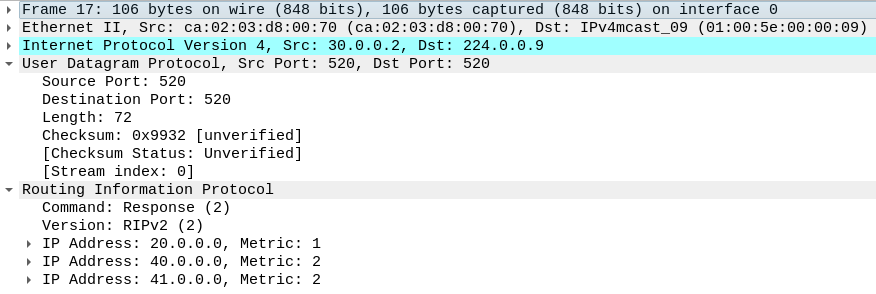 Frame 17: 106 bytes on wire (848 bits), 106 bytes captured (848 bits) on interface 0
Ethernet II, Src: ca:02:03:d8:00:70 (ca:02:03:d8:00:70), Dst: IPv4mcast_09 (01:00:5e:00:00:09)
Internet Protocol Version 4, Src: 30.0.0.2, Dst: 224.0.0.9
User Datagram Protocol, Src Port: 520, Dst Port: 520
Source Port: 520
Destination Port: 520
Length: 72
Checksum: 0x9932 [unverified]
[Checksum Status: Unverified]
[Stream index: 0]
Routing Information Protocol
Command: Response (2)
Version: RIPv2 (2)
IP Address: 20.0.0.0, Metric: 1
IP Address: 40.0.0.0, Metric: 2
IP Address: 41.0.0.0, Metric: 2